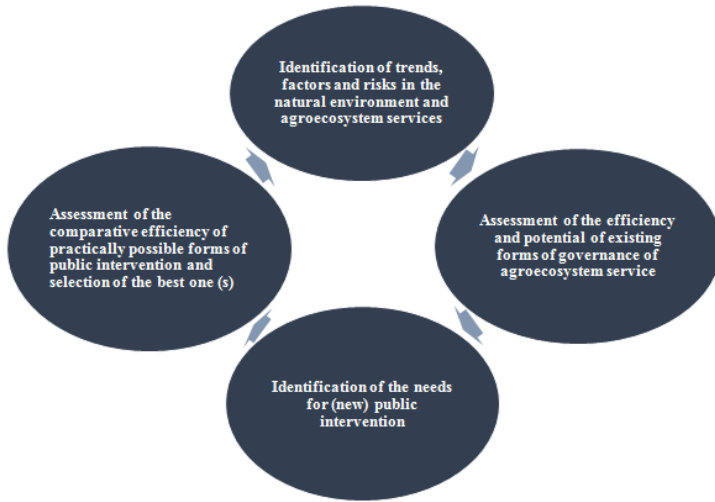 Identification of trends,
factors and risks in the
natural environment and
agroecosystem services
Assessment of the
comparative efficiency of
practically possible forms of
public intervention and
selection of the best one (s)
Assessment of the efficiency
and potential of existing
forms of governance of
agroecosystem service
Identification of the needs
for (new) public
intervention